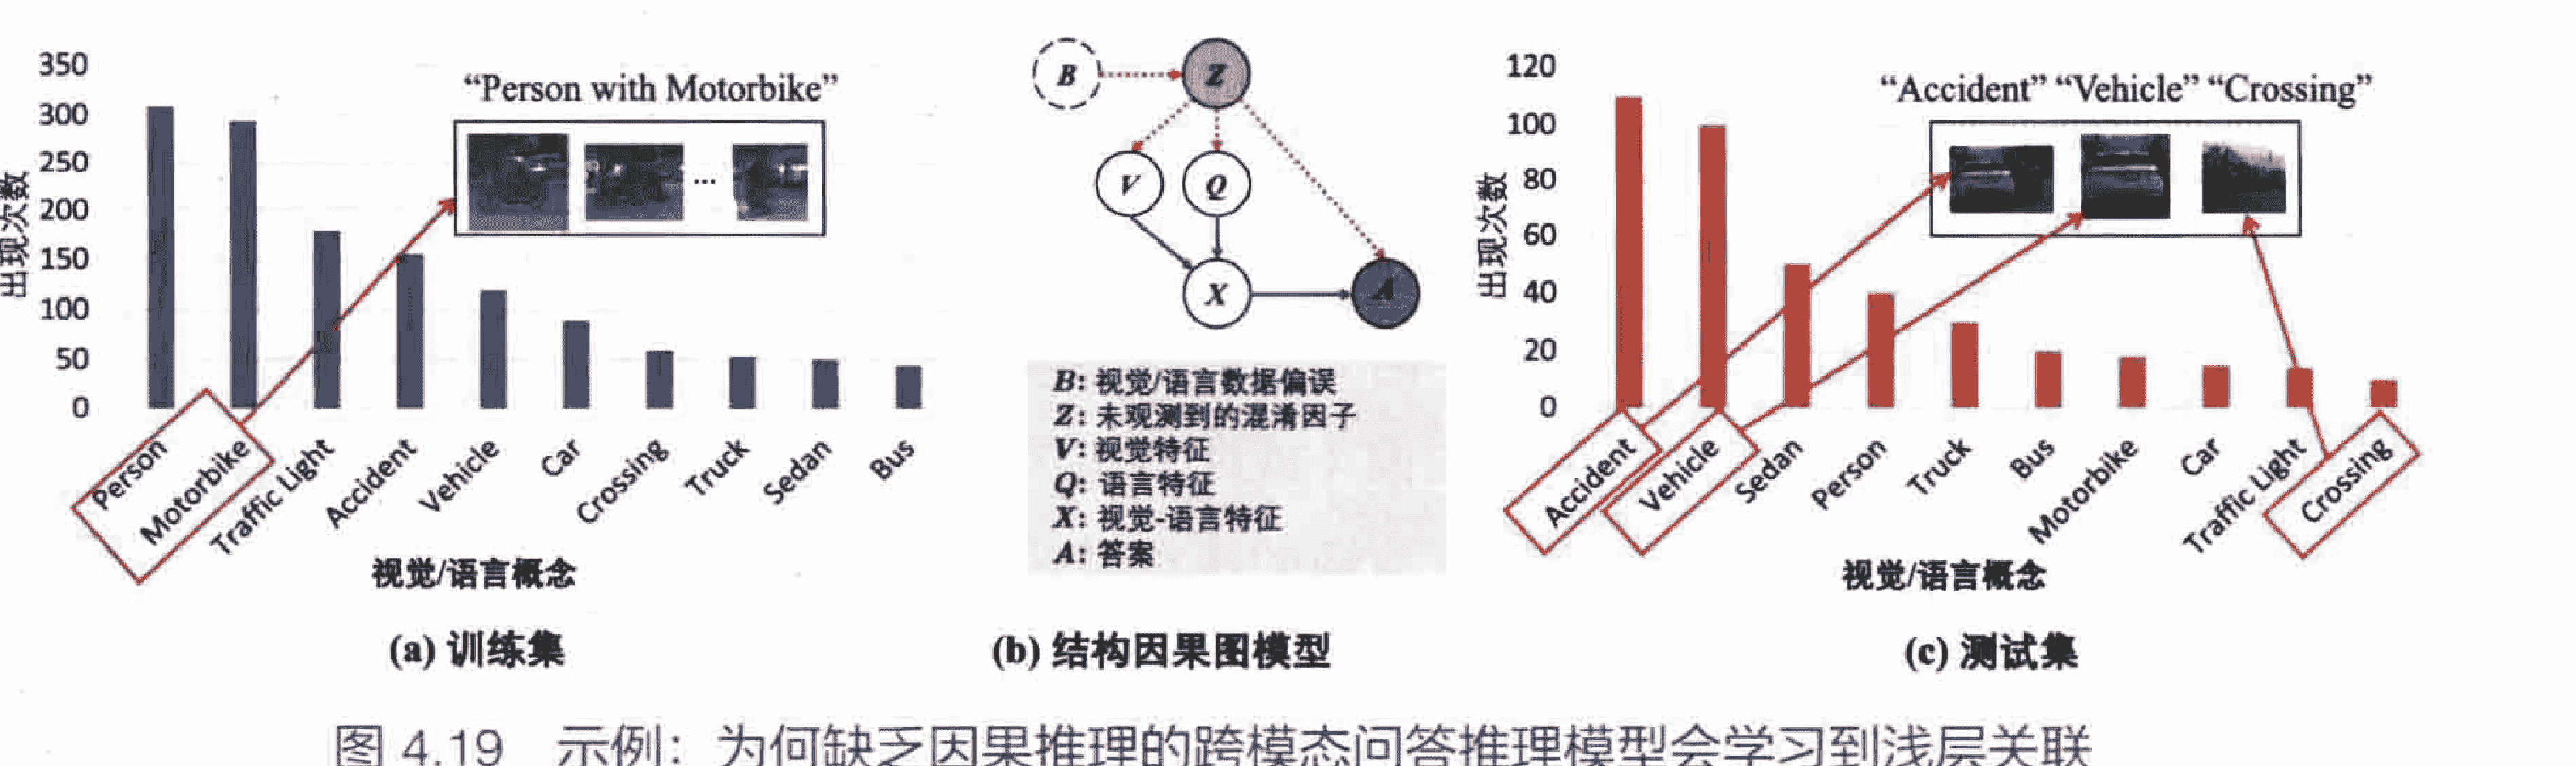 350
300
250
200
150
100
50
0
出现次数
“Person with Motorbike”
...
Person
Motorbike
Traffic Light
Accident
Vehicle
Car
Crossing
Truck
Sedan
Bus
视觉/语言概念
(a) 训练集
B
Z
V
Q
X
A
B: 视觉/语言数据偏误
Z: 未观测到的混淆因子
V: 视觉特征
Q: 语言特征
X: 视觉-语言特征
A: 答案
(b) 结构因果图模型
120
100
80
60
40
20
0
出现次数
“Accident” “Vehicle” “Crossing”
Accident
Vehicle
Sedan
Person
Truck
Bus
Motorbike
Car
Traffic Light
Crossing
视觉/语言概念
(c) 测试集
图 4.19 示例：为何缺乏因果推理的跨模态问答推理模型会学习到浅层关联